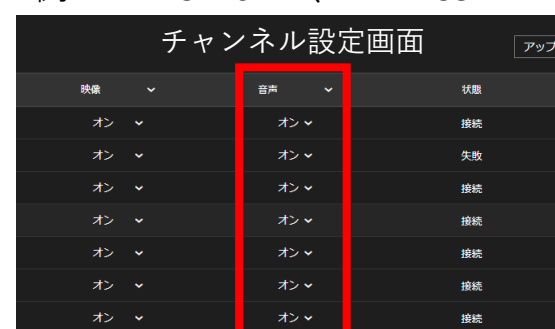 チャンネル設定画面
アップ
映像 音声 状態
オン オン 接続
オン オン 失敗
オン オン 接続
オン オン 接続
オン オン 接続
オン オン 接続
オン オン 接続